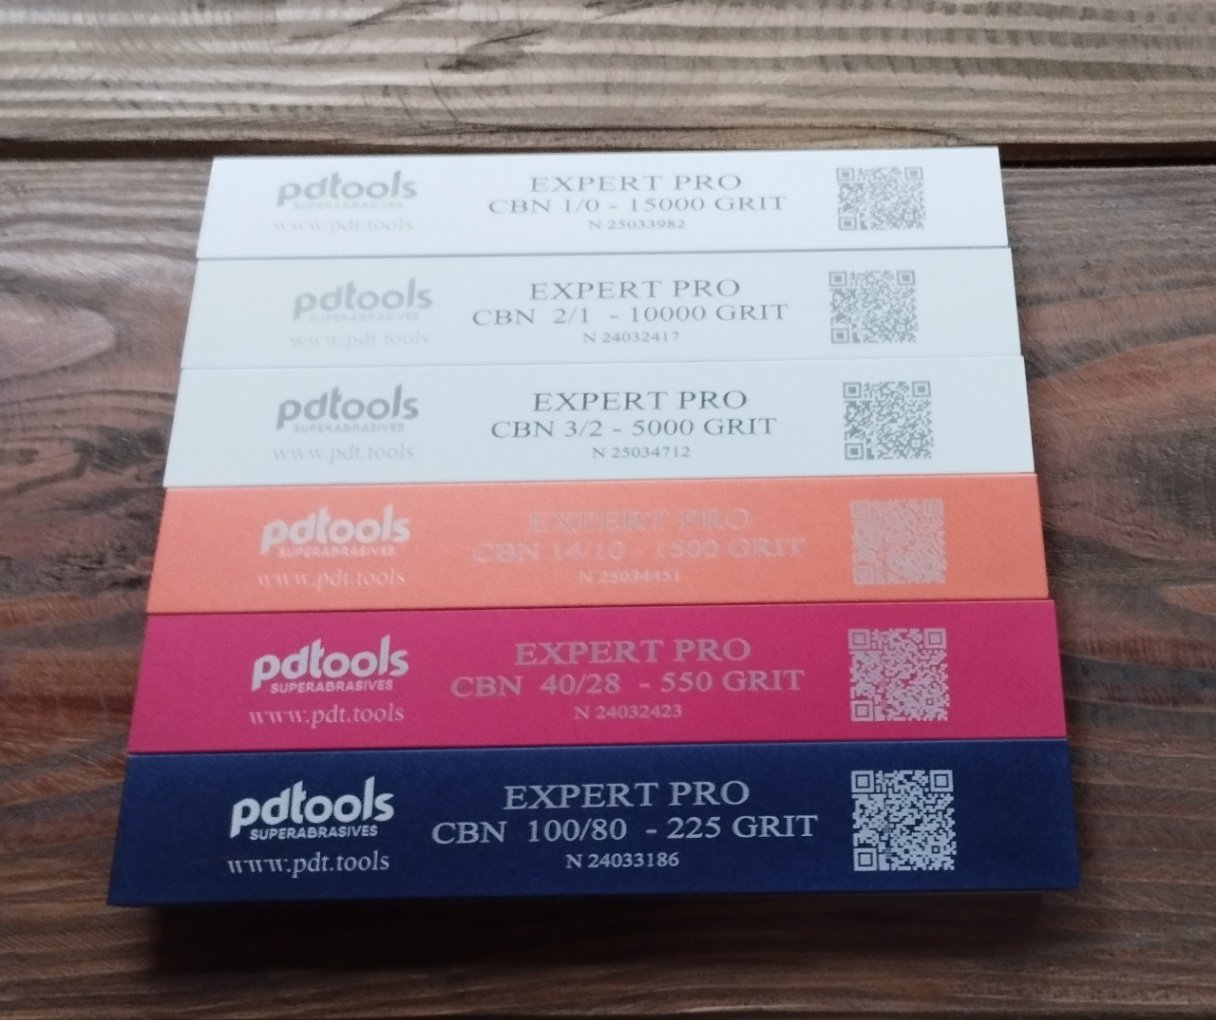 pdtools
SUPERABRASIVES
www.pdt.tools
EXPERT PRO
CBN 1/0 - 15000 GRIT
N 25033982
pdtools
SUPERABRASIVES
www.pdt.tools
EXPERT PRO
CBN 2/1 - 10000 GRIT
N 24032417
pdtools
SUPERABRASIVES
www.pdt.tools
EXPERT PRO
CBN 3/2 - 5000 GRIT
N 25034712
pdtools
SUPERABRASIVES
www.pdt.tools
EXPERT PRO
CBN 14/10 - 1500 GRIT
N 25034451
pdtools
SUPERABRASIVES
www.pdt.tools
EXPERT PRO
CBN 40/28 - 550 GRIT
N 24032423
pdtools
SUPERABRASIVES
www.pdt.tools
EXPERT PRO
CBN 100/80 - 225 GRIT
N 24033186